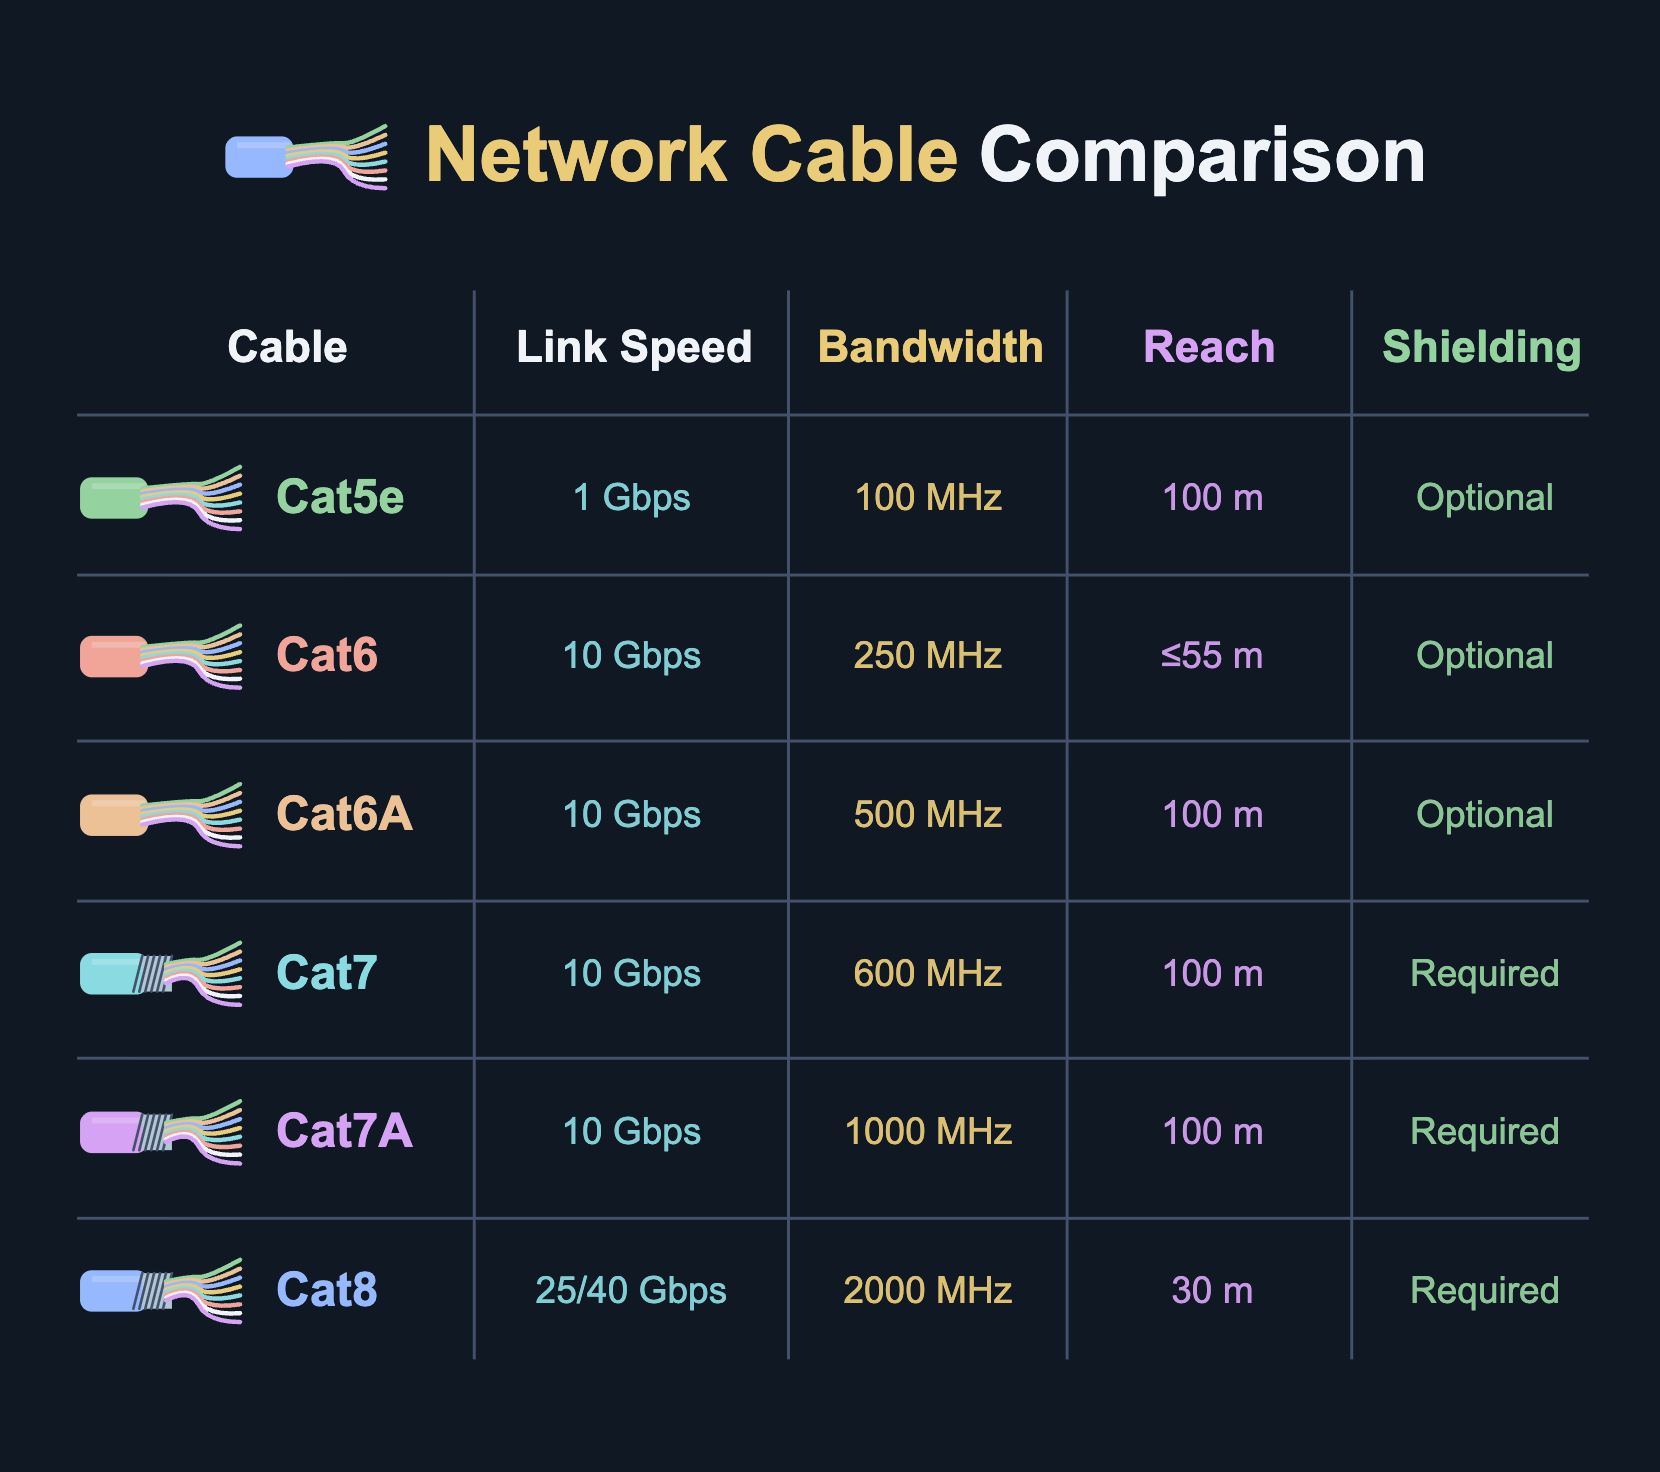 Network Cable Comparison
Cable Link Speed Bandwidth Reach Shielding
Cat5e 1 Gbps 100 MHz 100 m Optional
Cat6 10 Gbps 250 MHz ≤55 m Optional
Cat6A 10 Gbps 500 MHz 100 m Optional
Cat7 10 Gbps 600 MHz 100 m Required
Cat7A 10 Gbps 1000 MHz 100 m Required
Cat8 25/40 Gbps 2000 MHz 30 m Required